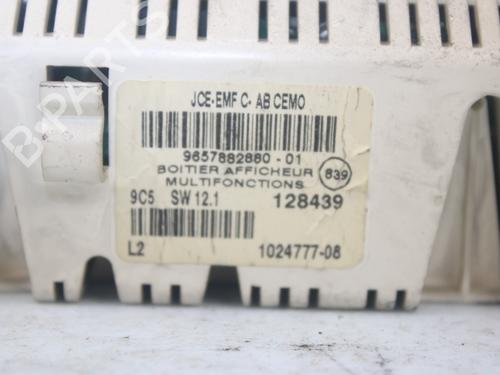 JCE-EMF C- AB CEMO
9657882880 - 01
BOITIER AFFICHEUR
MULTIFONCTIONS
839
9C5 SW 12.1 128439
L2 1024777-08
B-PARTS